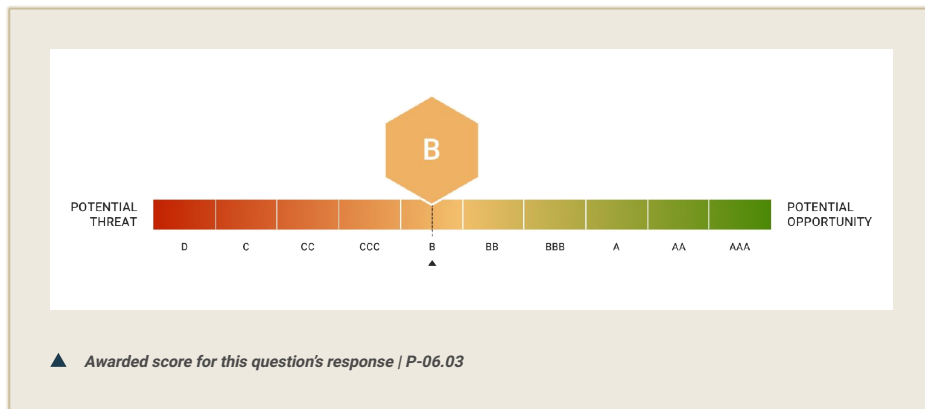 B
POTENTIAL
THREAT
POTENTIAL
OPPORTUNITY
D C CC CCC B BB BBB A AA AAA
Awarded score for this question's response | P-06.03